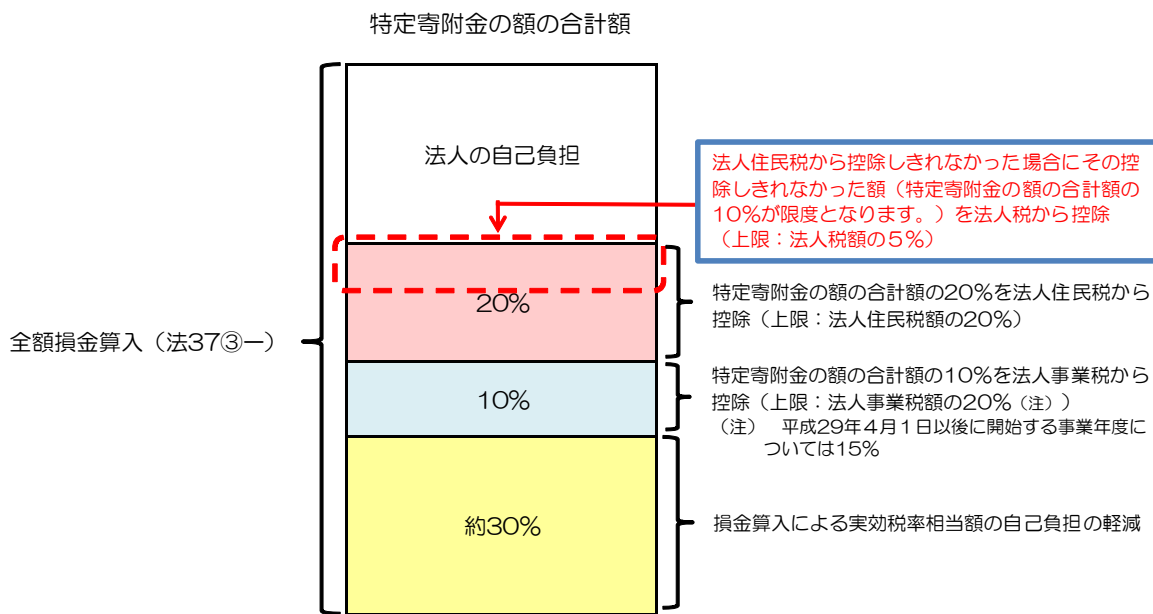 特定寄附金の額の合計額
法人の自己負担
法人住民税から控除しきれなかった場合にその控
除しきれなかった額（特定寄附金の額の合計額の
10％が限度となります。）を法人税から控除
（上限：法人税額の５％）
20%
特定寄附金の額の合計額の20％を法人住民税から
控除（上限：法人住民税額の20％）
全額損金算入（法37③一）
10%
特定寄附金の額の合計額の10％を法人事業税から
控除（上限：法人事業税額の20％（注））
（注）　平成29年４月１日以後に開始する事業年度に
ついては15％
約30%
損金算入による実効税率相当額の自己負担の軽減